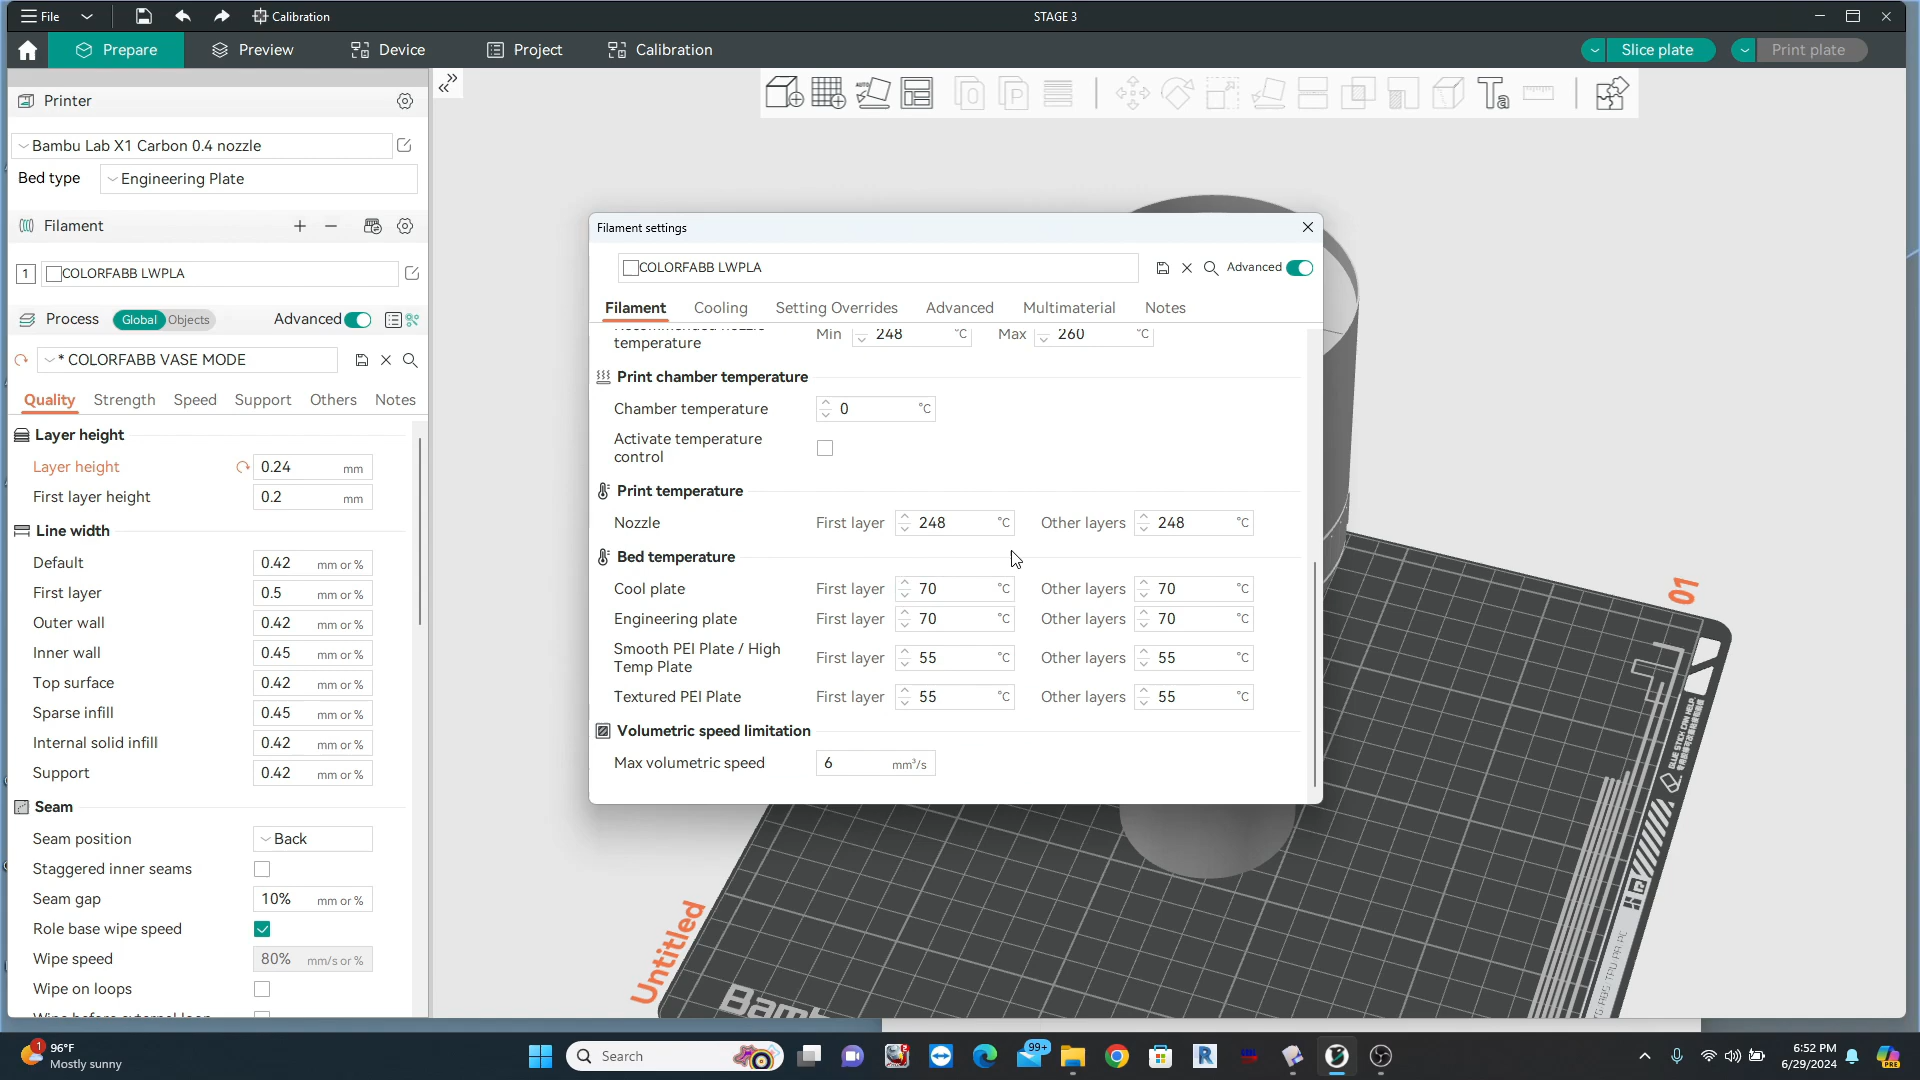 File
Calibration
STAGE 3
Prepare
Preview
Device
Project
Calibration
Slice plate
Print plate
Printer
Bambu Lab X1 Carbon 0.4 nozzle
Bed type
Engineering Plate
Filament
1
COLORFABB LWPLA
Process
Global
Objects
Advanced
* COLORFABB VASE MODE
Quality
Strength
Speed
Support
Others
Notes
Layer height
Layer height 0.24 mm
First layer height 0.2 mm
Line width
Default 0.42 mm or %
First layer 0.5 mm or %
Outer wall 0.42 mm or %
Inner wall 0.45 mm or %
Top surface 0.42 mm or %
Sparse infill 0.45 mm or %
Internal solid infill 0.42 mm or %
Support 0.42 mm or %
Seam
Seam position Back
Staggered inner seams
Seam gap 10% mm or %
Role base wipe speed
Wipe speed 80% mm/s or %
Wipe on loops
AUTO
Filament settings
COLORFABB LWPLA
Advanced
Filament
Cooling
Setting Overrides
Advanced
Multimaterial
Notes
Recommended nozzle
temperature Min 248 °C Max 260 °C
Print chamber temperature
Chamber temperature 0 °C
Activate temperature
control
Print temperature
Nozzle First layer 248 °C Other layers 248 °C
Bed temperature
Cool plate First layer 70 °C Other layers 70 °C
Engineering plate First layer 70 °C Other layers 70 °C
Smooth PEI Plate / High
Temp Plate First layer 55 °C Other layers 55 °C
Textured PEI Plate First layer 55 °C Other layers 55 °C
Volumetric speed limitation
Max volumetric speed 6 mm³/s
01
Untitled
Bamb
1
96°F
Mostly sunny
Search
99+
6:52 PM
6/29/2024
PRE